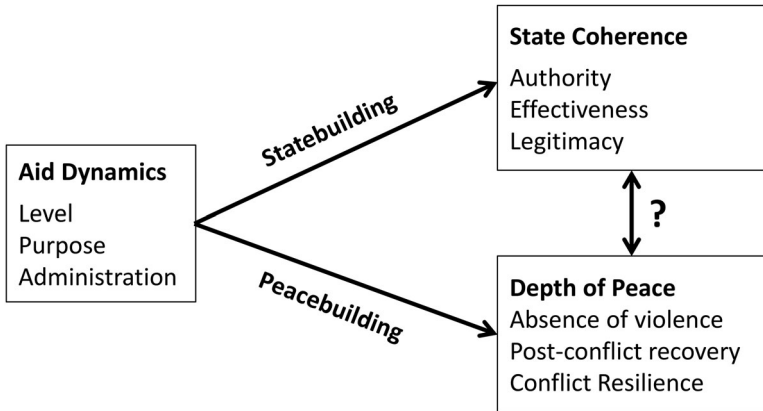 State Coherence
Authority
Effectiveness
Legitimacy
Statebuilding
Aid Dynamics
Level
Purpose
Administration
?
Peacebuilding
Depth of Peace
Absence of violence
Post-conflict recovery
Conflict Resilience